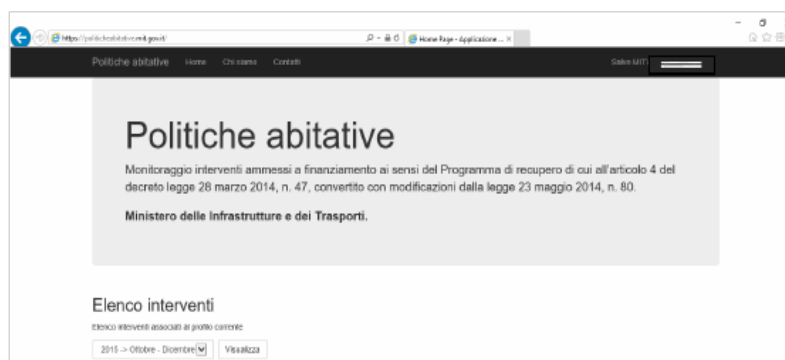 https://politicheabitative.mit.gov.it/
Home Page - Applicazione ...
Politiche abitative Home Chi siamo Contatti Salve MIT\
Politiche abitative
Monitoraggio interventi ammessi a finanziamento ai sensi del Programma di recupero di cui all'articolo 4 del
decreto legge 28 marzo 2014, n. 47, convertito con modificazioni dalla legge 23 maggio 2014, n. 80.
Ministero delle Infrastrutture e dei Trasporti.
Elenco interventi
Elenco interventi associati al profilo corrente
2015 -> Ottobre - Dicembre Visualizza